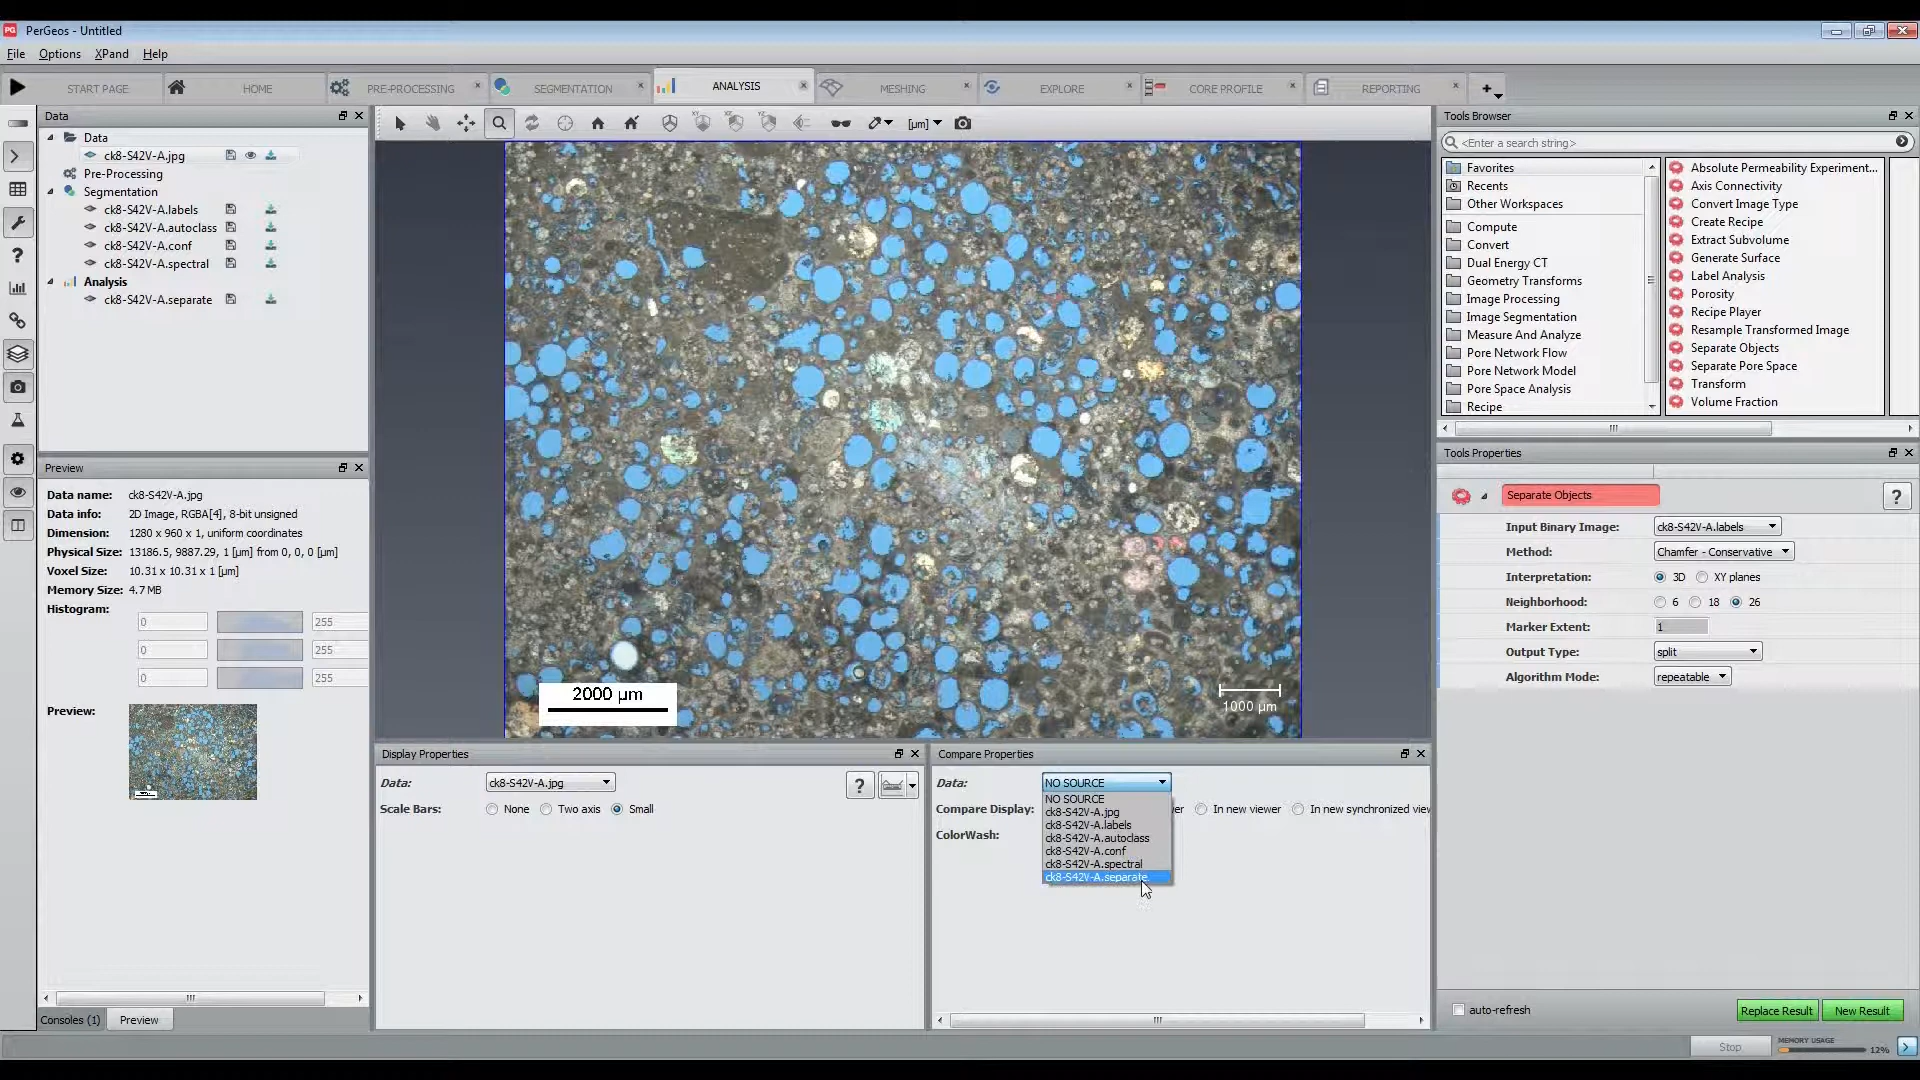 PG PerGeos - Untitled
File Options XPand Help
START PAGE HOME PRE-PROCESSING SEGMENTATION ANALYSIS MESHING EXPLORE CORE PROFILE REPORTING
Data
Data
ck8-S42V-A.jpg
Pre-Processing
Segmentation
ck8-S42V-A.labels
ck8-S42V-A.autoclass
ck8-S42V-A.conf
ck8-S42V-A.spectral
Analysis
ck8-S42V-A.separate
Preview
Data name: ck8-S42V-A.jpg
Data info: 2D Image, RGBA[4], 8-bit unsigned
Dimension: 1280 x 960 x 1, uniform coordinates
Physical Size: 13186.5, 9887.29, 1 [µm] from 0, 0, 0 [µm]
Voxel Size: 10.31 x 10.31 x 1 [µm]
Memory Size: 4.7 MB
Histogram:
0 255
0 255
0 255
Preview:
Consoles (1) Preview
XY XZ YZ [µm]
2000 µm
1000 µm
Display Properties
Data: ck8-S42V-A.jpg ?
Scale Bars: None Two axis Small
Compare Properties
Data: NO SOURCE
NO SOURCE
ck8-S42V-A.jpg
ck8-S42V-A.labels
ck8-S42V-A.autoclass
ck8-S42V-A.conf
ck8-S42V-A.spectral
ck8-S42V-A.separate
Compare Display: er In new viewer In new synchronized view
ColorWash:
Tools Browser
<Enter a search string>
Favorites
Recents
Other Workspaces
Compute
Convert
Dual Energy CT
Geometry Transforms
Image Processing
Image Segmentation
Measure And Analyze
Pore Network Flow
Pore Network Model
Pore Space Analysis
Recipe
Absolute Permeability Experiment...
Axis Connectivity
Convert Image Type
Create Recipe
Extract Subvolume
Generate Surface
Label Analysis
Porosity
Recipe Player
Resample Transformed Image
Separate Objects
Separate Pore Space
Transform
Volume Fraction
Tools Properties
Separate Objects ?
Input Binary Image: ck8-S42V-A.labels
Method: Chamfer - Conservative
Interpretation: 3D XY planes
Neighborhood: 6 18 26
Marker Extent: 1
Output Type: split
Algorithm Mode: repeatable
auto-refresh Replace Result New Result
Stop MEMORY USAGE 12%